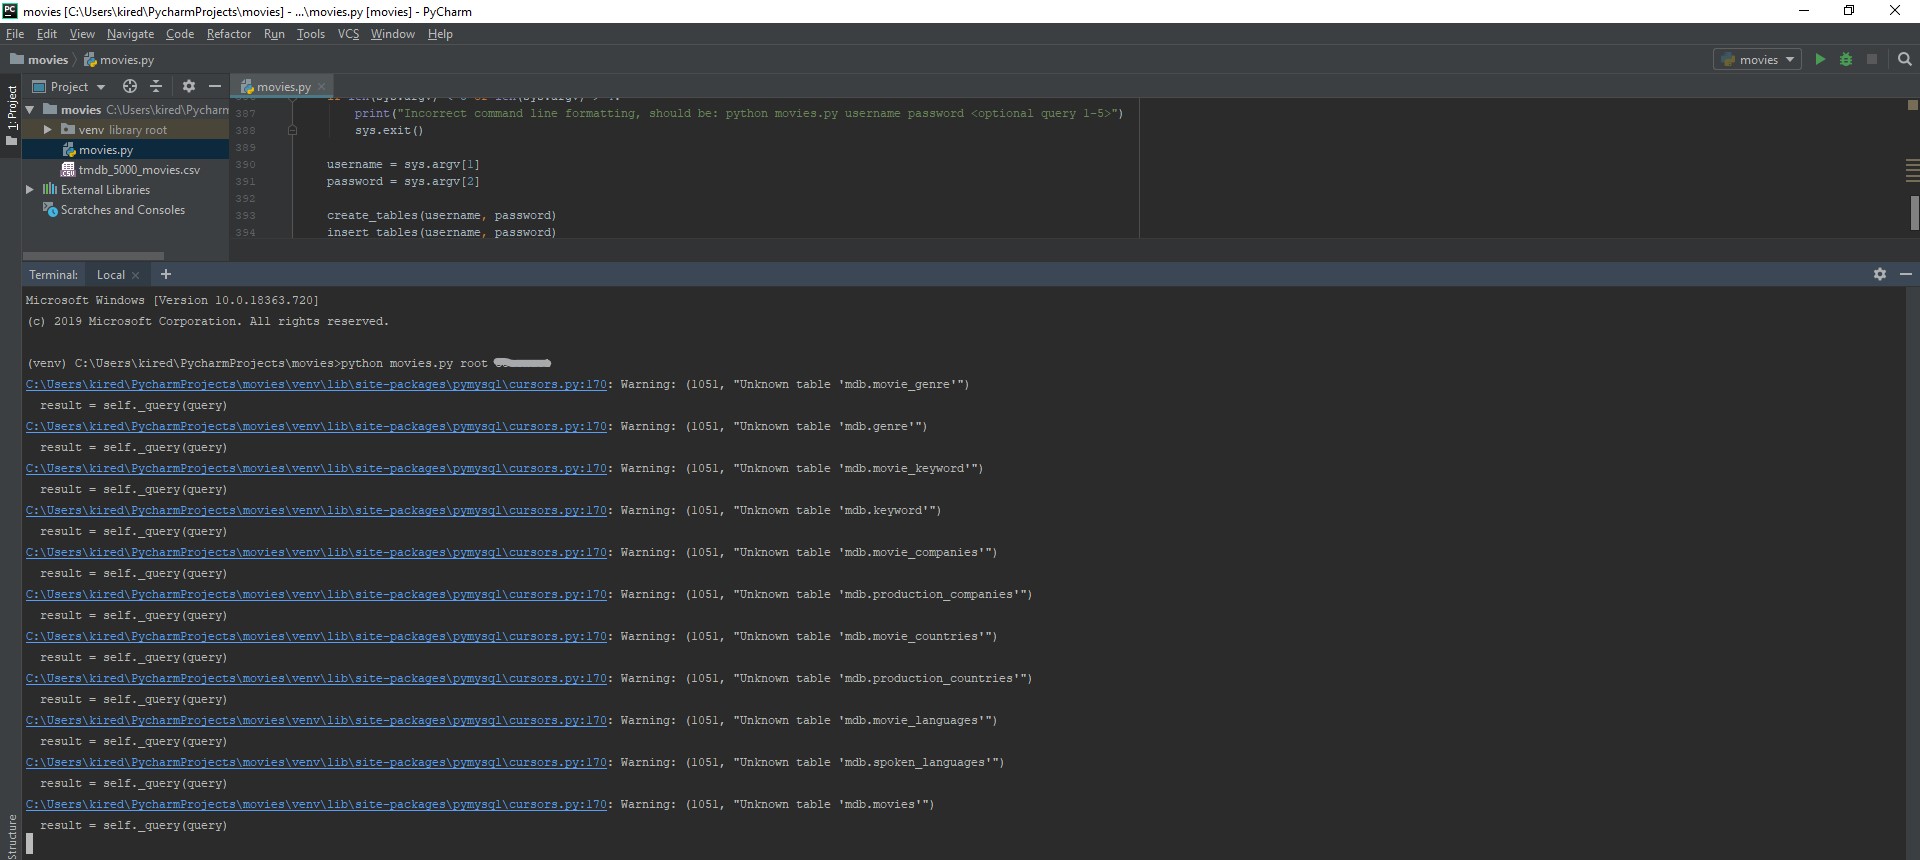 movies [C:\Users\kired\PycharmProjects\movies] - ...\movies.py [movies] - PyCharm
File Edit View Navigate Code Refactor Run Tools VCS Window Help
movies movies.py movies
Project movies.py
1: Project
movies C:\Users\kired\Pycharm
venv library root
movies.py
tmdb_5000_movies.csv
External Libraries
Scratches and Consoles
387 print("Incorrect command line formatting, should be: python movies.py username password <optional query 1-5>")
388 sys.exit()
389
390 username = sys.argv[1]
391 password = sys.argv[2]
392
393 create_tables(username, password)
394 insert_tables(username, password)
Terminal: Local +
Microsoft Windows [Version 10.0.18363.720]
(c) 2019 Microsoft Corporation. All rights reserved.
(venv) C:\Users\kired\PycharmProjects\movies>python movies.py root
C:\Users\kired\PycharmProjects\movies\venv\lib\site-packages\pymysql\cursors.py:170: Warning: (1051, "Unknown table 'mdb.movie_genre'")
result = self._query(query)
C:\Users\kired\PycharmProjects\movies\venv\lib\site-packages\pymysql\cursors.py:170: Warning: (1051, "Unknown table 'mdb.genre'")
result = self._query(query)
C:\Users\kired\PycharmProjects\movies\venv\lib\site-packages\pymysql\cursors.py:170: Warning: (1051, "Unknown table 'mdb.movie_keyword'")
result = self._query(query)
C:\Users\kired\PycharmProjects\movies\venv\lib\site-packages\pymysql\cursors.py:170: Warning: (1051, "Unknown table 'mdb.keyword'")
result = self._query(query)
C:\Users\kired\PycharmProjects\movies\venv\lib\site-packages\pymysql\cursors.py:170: Warning: (1051, "Unknown table 'mdb.movie_companies'")
result = self._query(query)
C:\Users\kired\PycharmProjects\movies\venv\lib\site-packages\pymysql\cursors.py:170: Warning: (1051, "Unknown table 'mdb.production_companies'")
result = self._query(query)
C:\Users\kired\PycharmProjects\movies\venv\lib\site-packages\pymysql\cursors.py:170: Warning: (1051, "Unknown table 'mdb.movie_countries'")
result = self._query(query)
C:\Users\kired\PycharmProjects\movies\venv\lib\site-packages\pymysql\cursors.py:170: Warning: (1051, "Unknown table 'mdb.production_countries'")
result = self._query(query)
C:\Users\kired\PycharmProjects\movies\venv\lib\site-packages\pymysql\cursors.py:170: Warning: (1051, "Unknown table 'mdb.movie_languages'")
result = self._query(query)
C:\Users\kired\PycharmProjects\movies\venv\lib\site-packages\pymysql\cursors.py:170: Warning: (1051, "Unknown table 'mdb.spoken_languages'")
result = self._query(query)
C:\Users\kired\PycharmProjects\movies\venv\lib\site-packages\pymysql\cursors.py:170: Warning: (1051, "Unknown table 'mdb.movies'")
result = self._query(query)
Structure